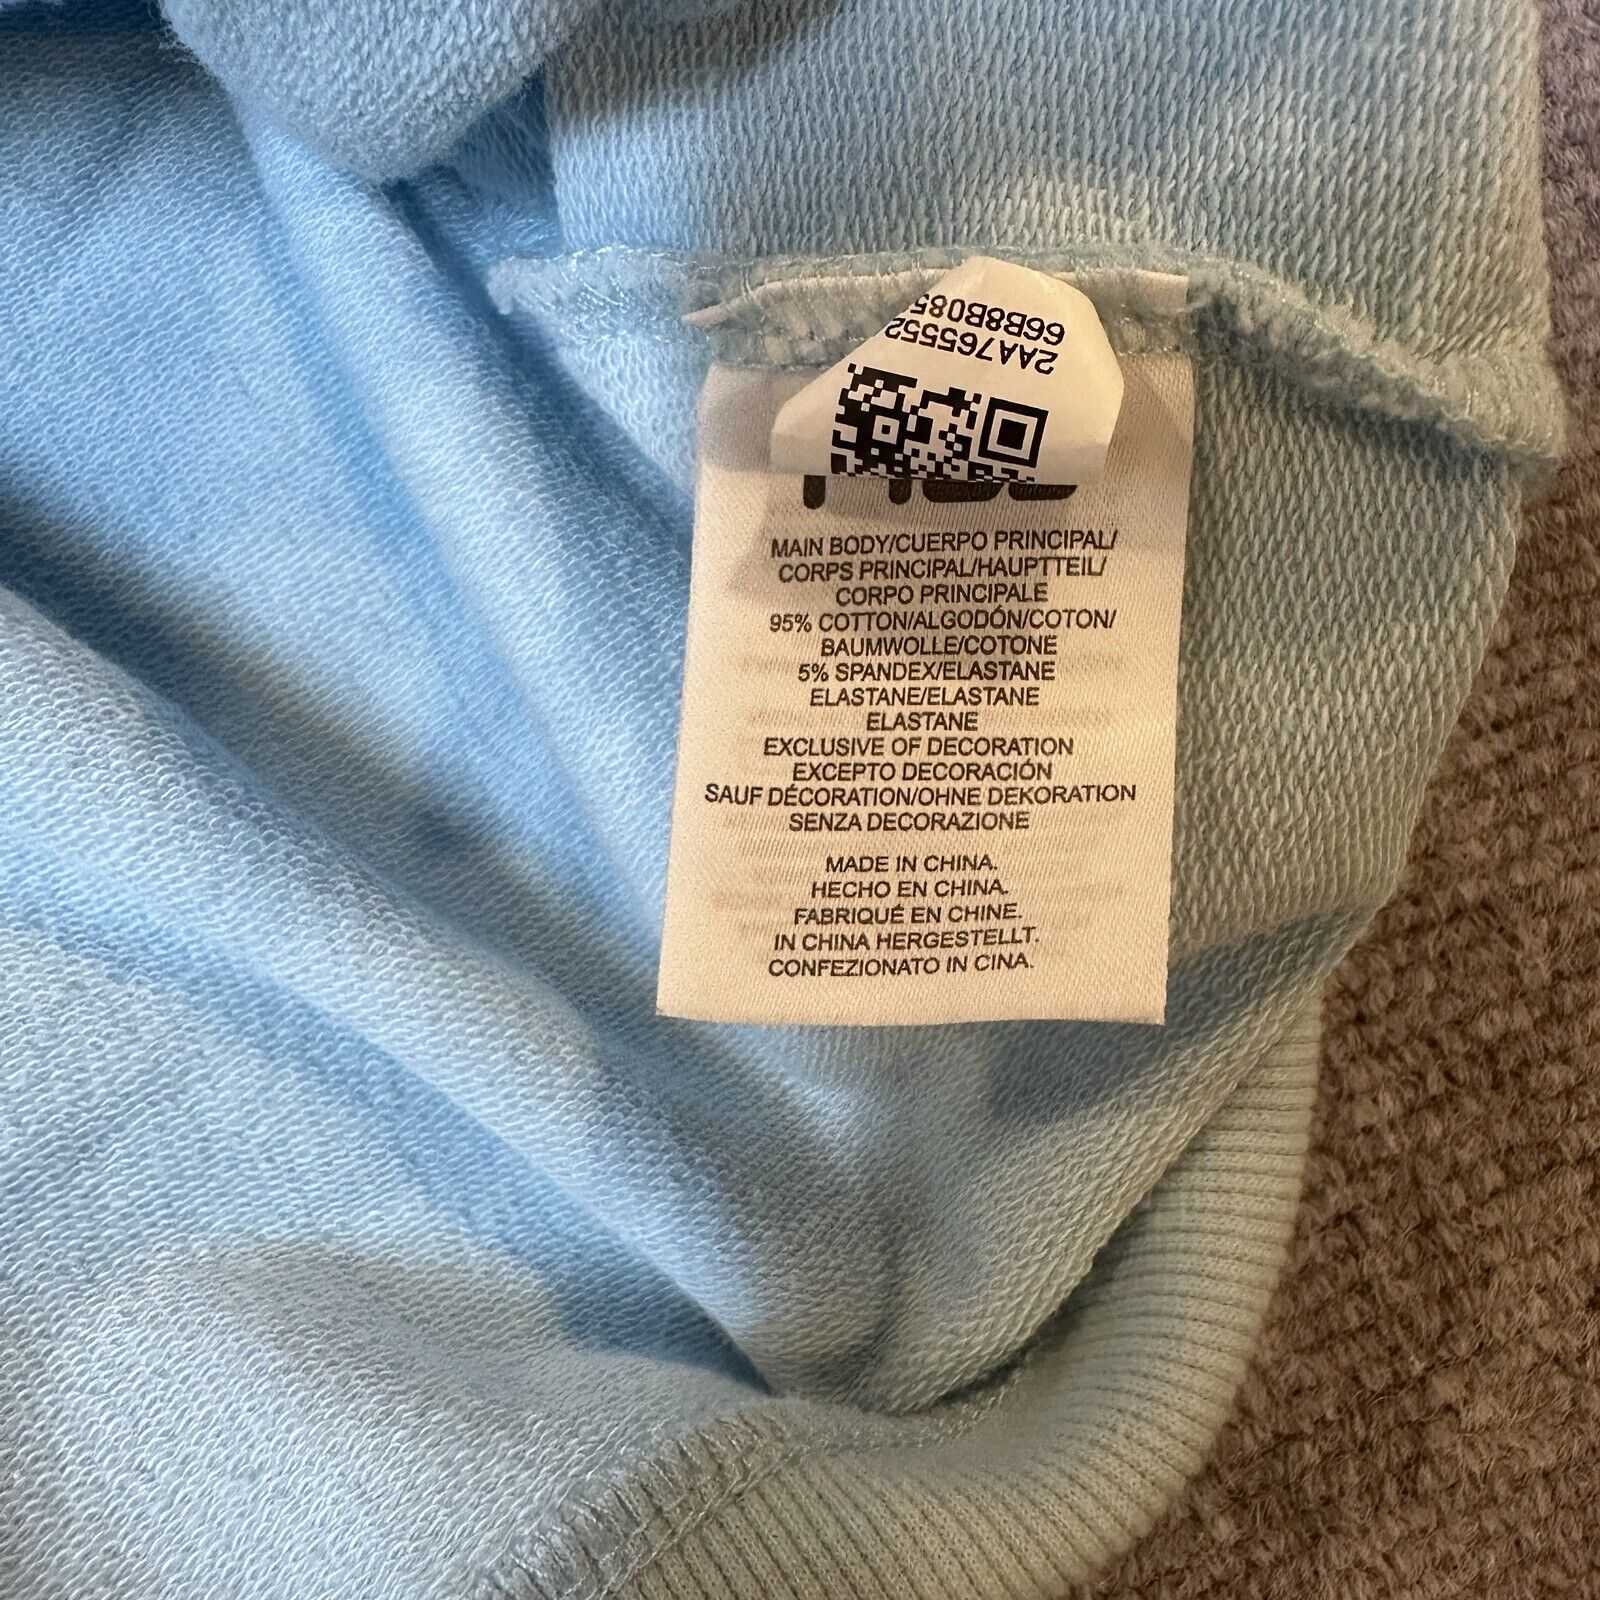 66B8B085
2AA765552
MAIN BODY/CUERPO PRINCIPAL/
CORPS PRINCIPAL/HAUPTTEIL/
CORPO PRINCIPALE
95% COTTON/ALGODÓN/COTON/
BAUMWOLLE/COTONE
5% SPANDEX/ELASTANE
ELASTANE/ELASTANE
ELASTANE
EXCLUSIVE OF DECORATION
EXCEPTO DECORACIÓN
SAUF DÉCORATION/OHNE DEKORATION
SENZA DECORAZIONE
MADE IN CHINA.
HECHO EN CHINA.
FABRIQUÉ EN CHINE.
IN CHINA HERGESTELLT.
CONFEZIONATO IN CINA.